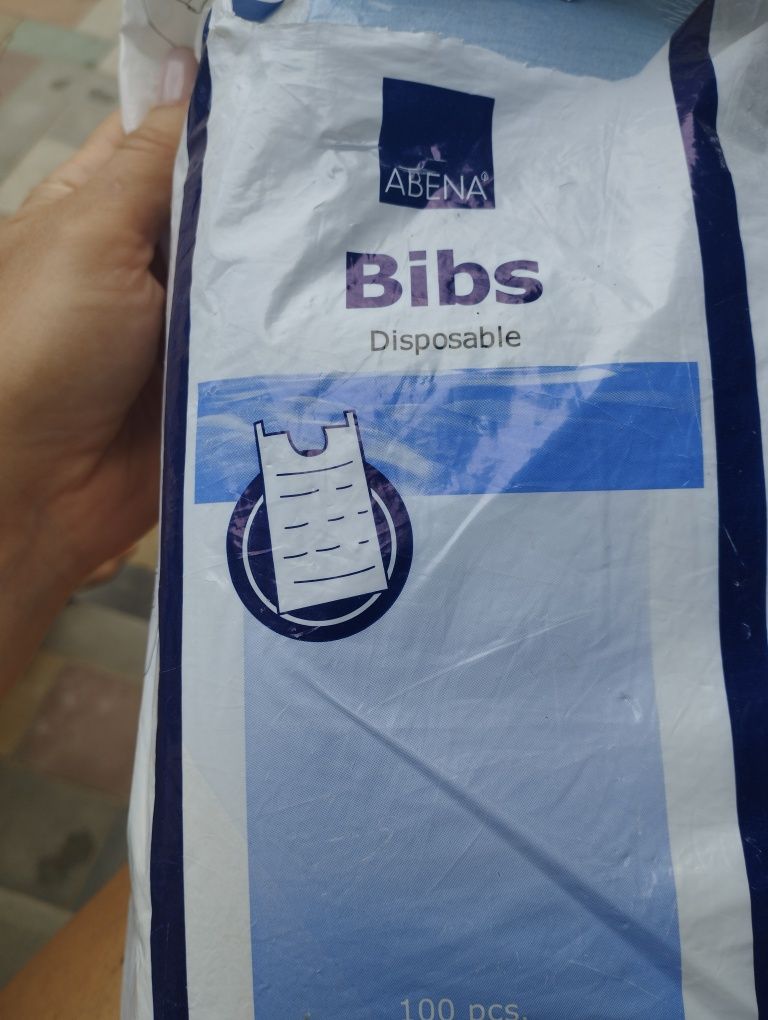 ABENA®
Bibs
Disposable
100 pcs.